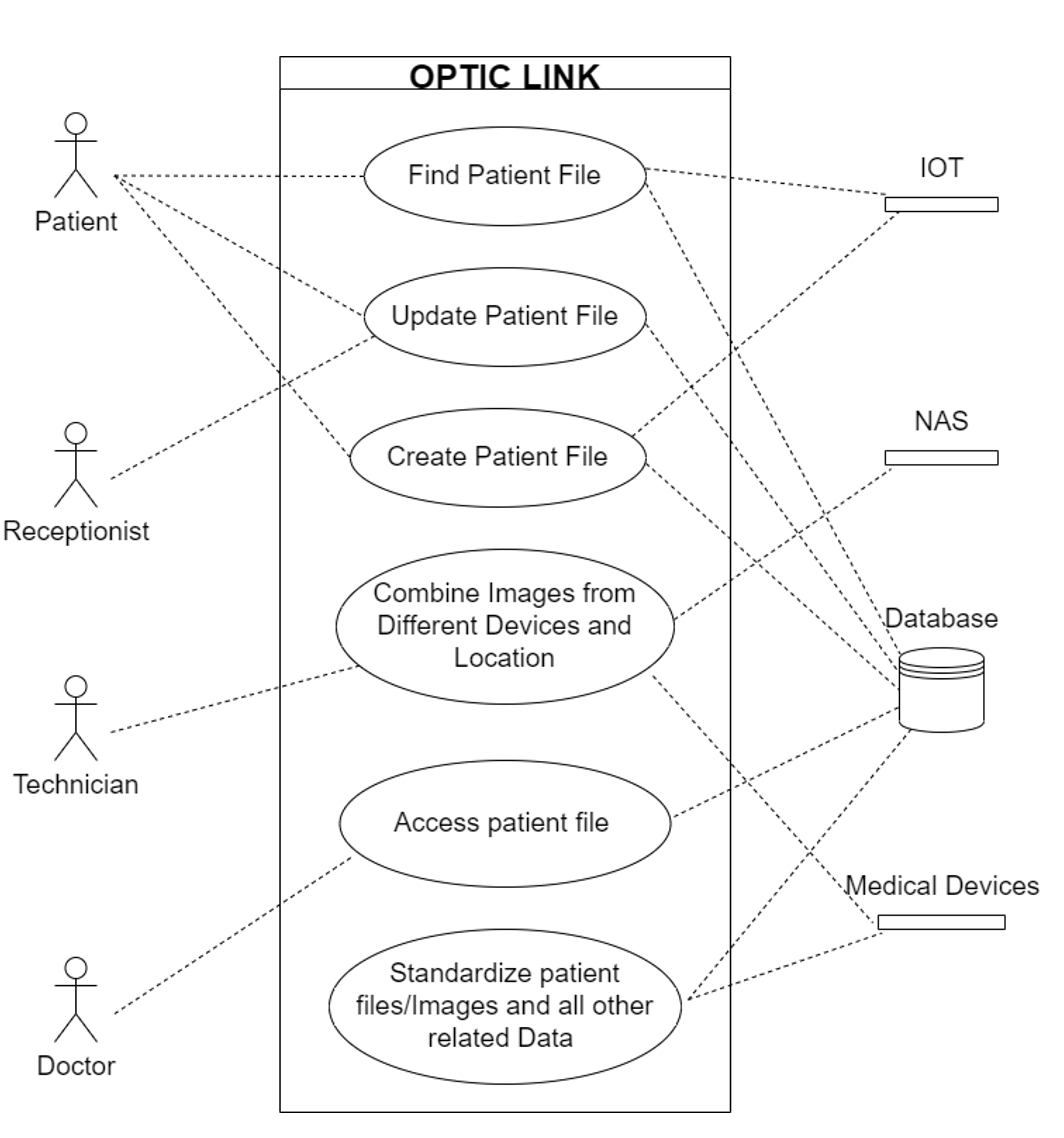 OPTIC LINK
Patient
Find Patient File
IOT
Update Patient File
Receptionist
Create Patient File
NAS
Technician
Combine Images from
Different Devices and
Location
Database
Access patient file
Medical Devices
Doctor
Standardize patient
files/Images and all other
related Data